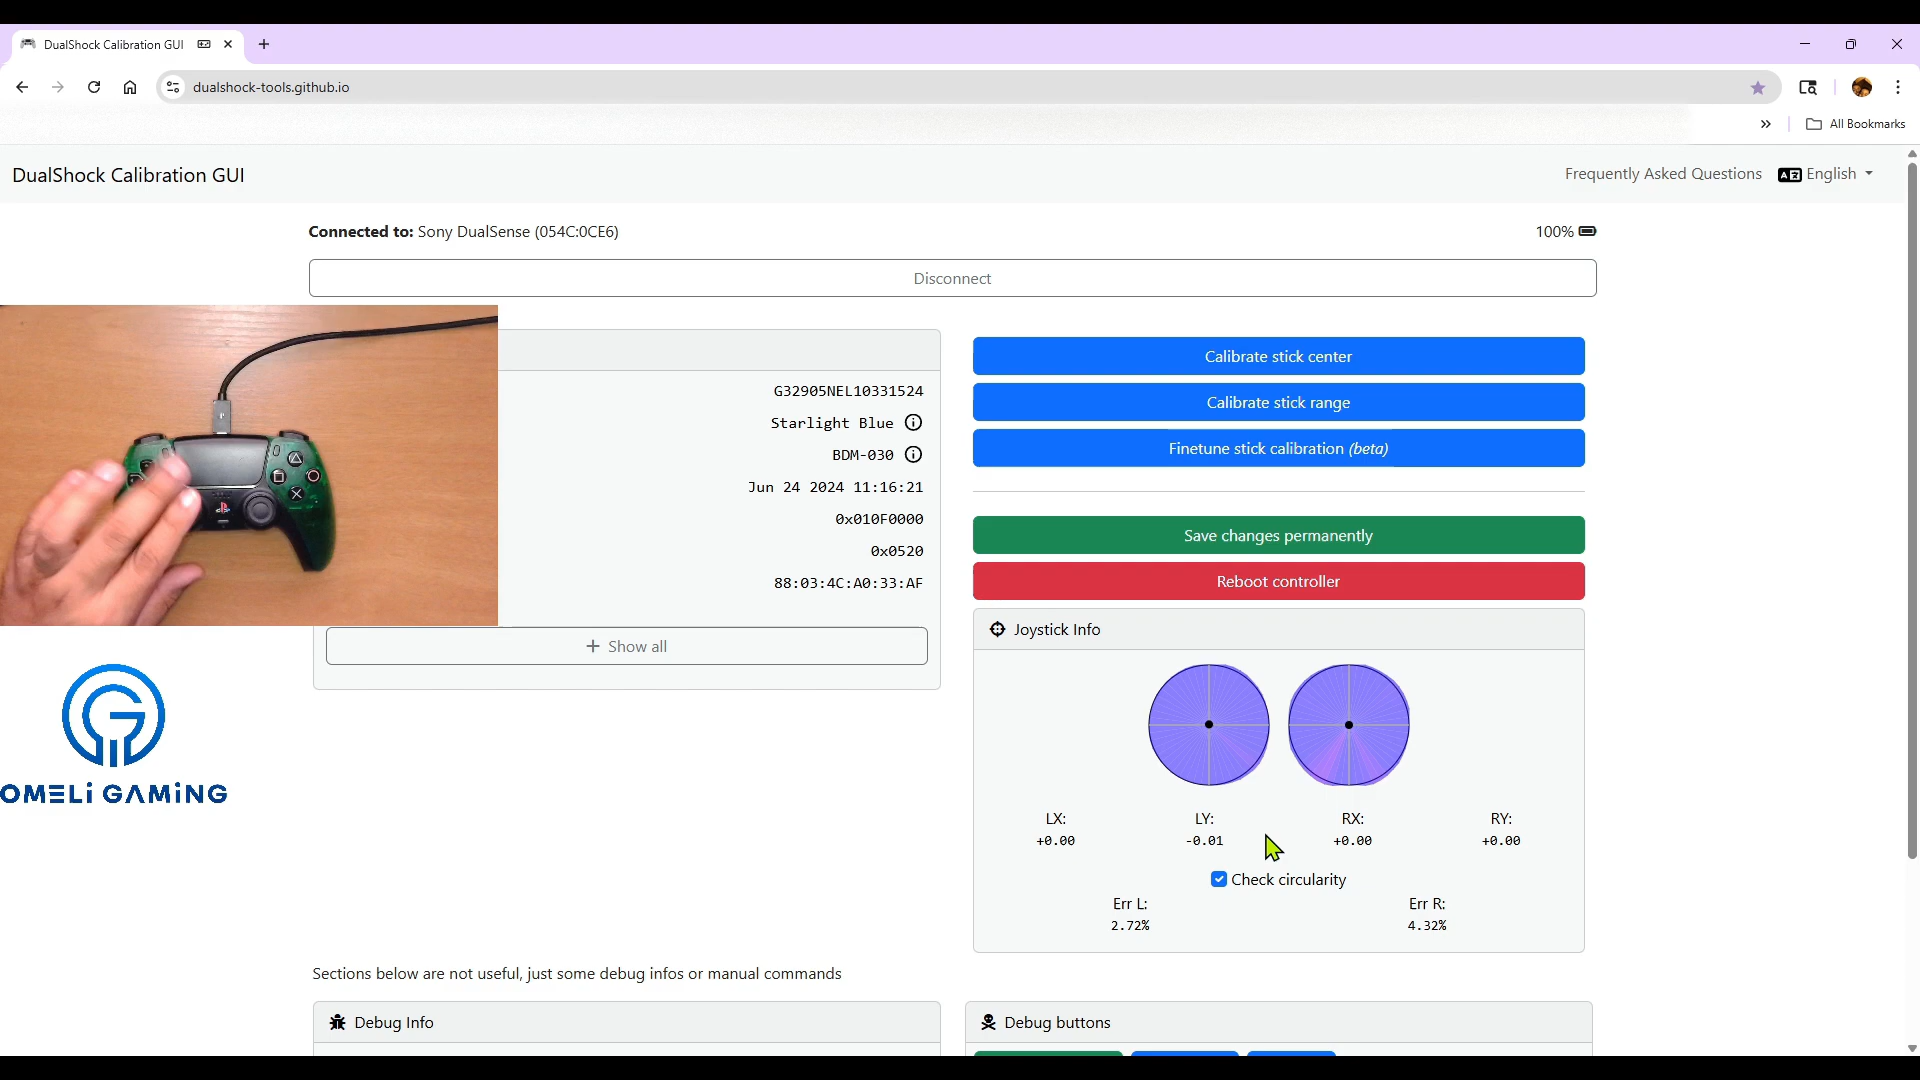 DualShock Calibration GUI
dualshock-tools.github.io
All Bookmarks
DualShock Calibration GUI
Frequently Asked Questions
English
Connected to: Sony DualSense (054C:0CE6)
100%
Disconnect
G32905NEL10331524
Starlight Blue
BDM-030
Jun 24 2024 11:16:21
0x010F0000
0x0520
88:03:4C:A0:33:AF
Show all
Calibrate stick center
Calibrate stick range
Finetune stick calibration (beta)
Save changes permanently
Reboot controller
Joystick Info
LX: LY: RX: RY:
+0.00 -0.01 +0.00 +0.00
Check circularity
Err L: Err R:
2.72% 4.32%
OMELi GAMiNG
Sections below are not useful, just some debug infos or manual commands
Debug Info
Debug buttons